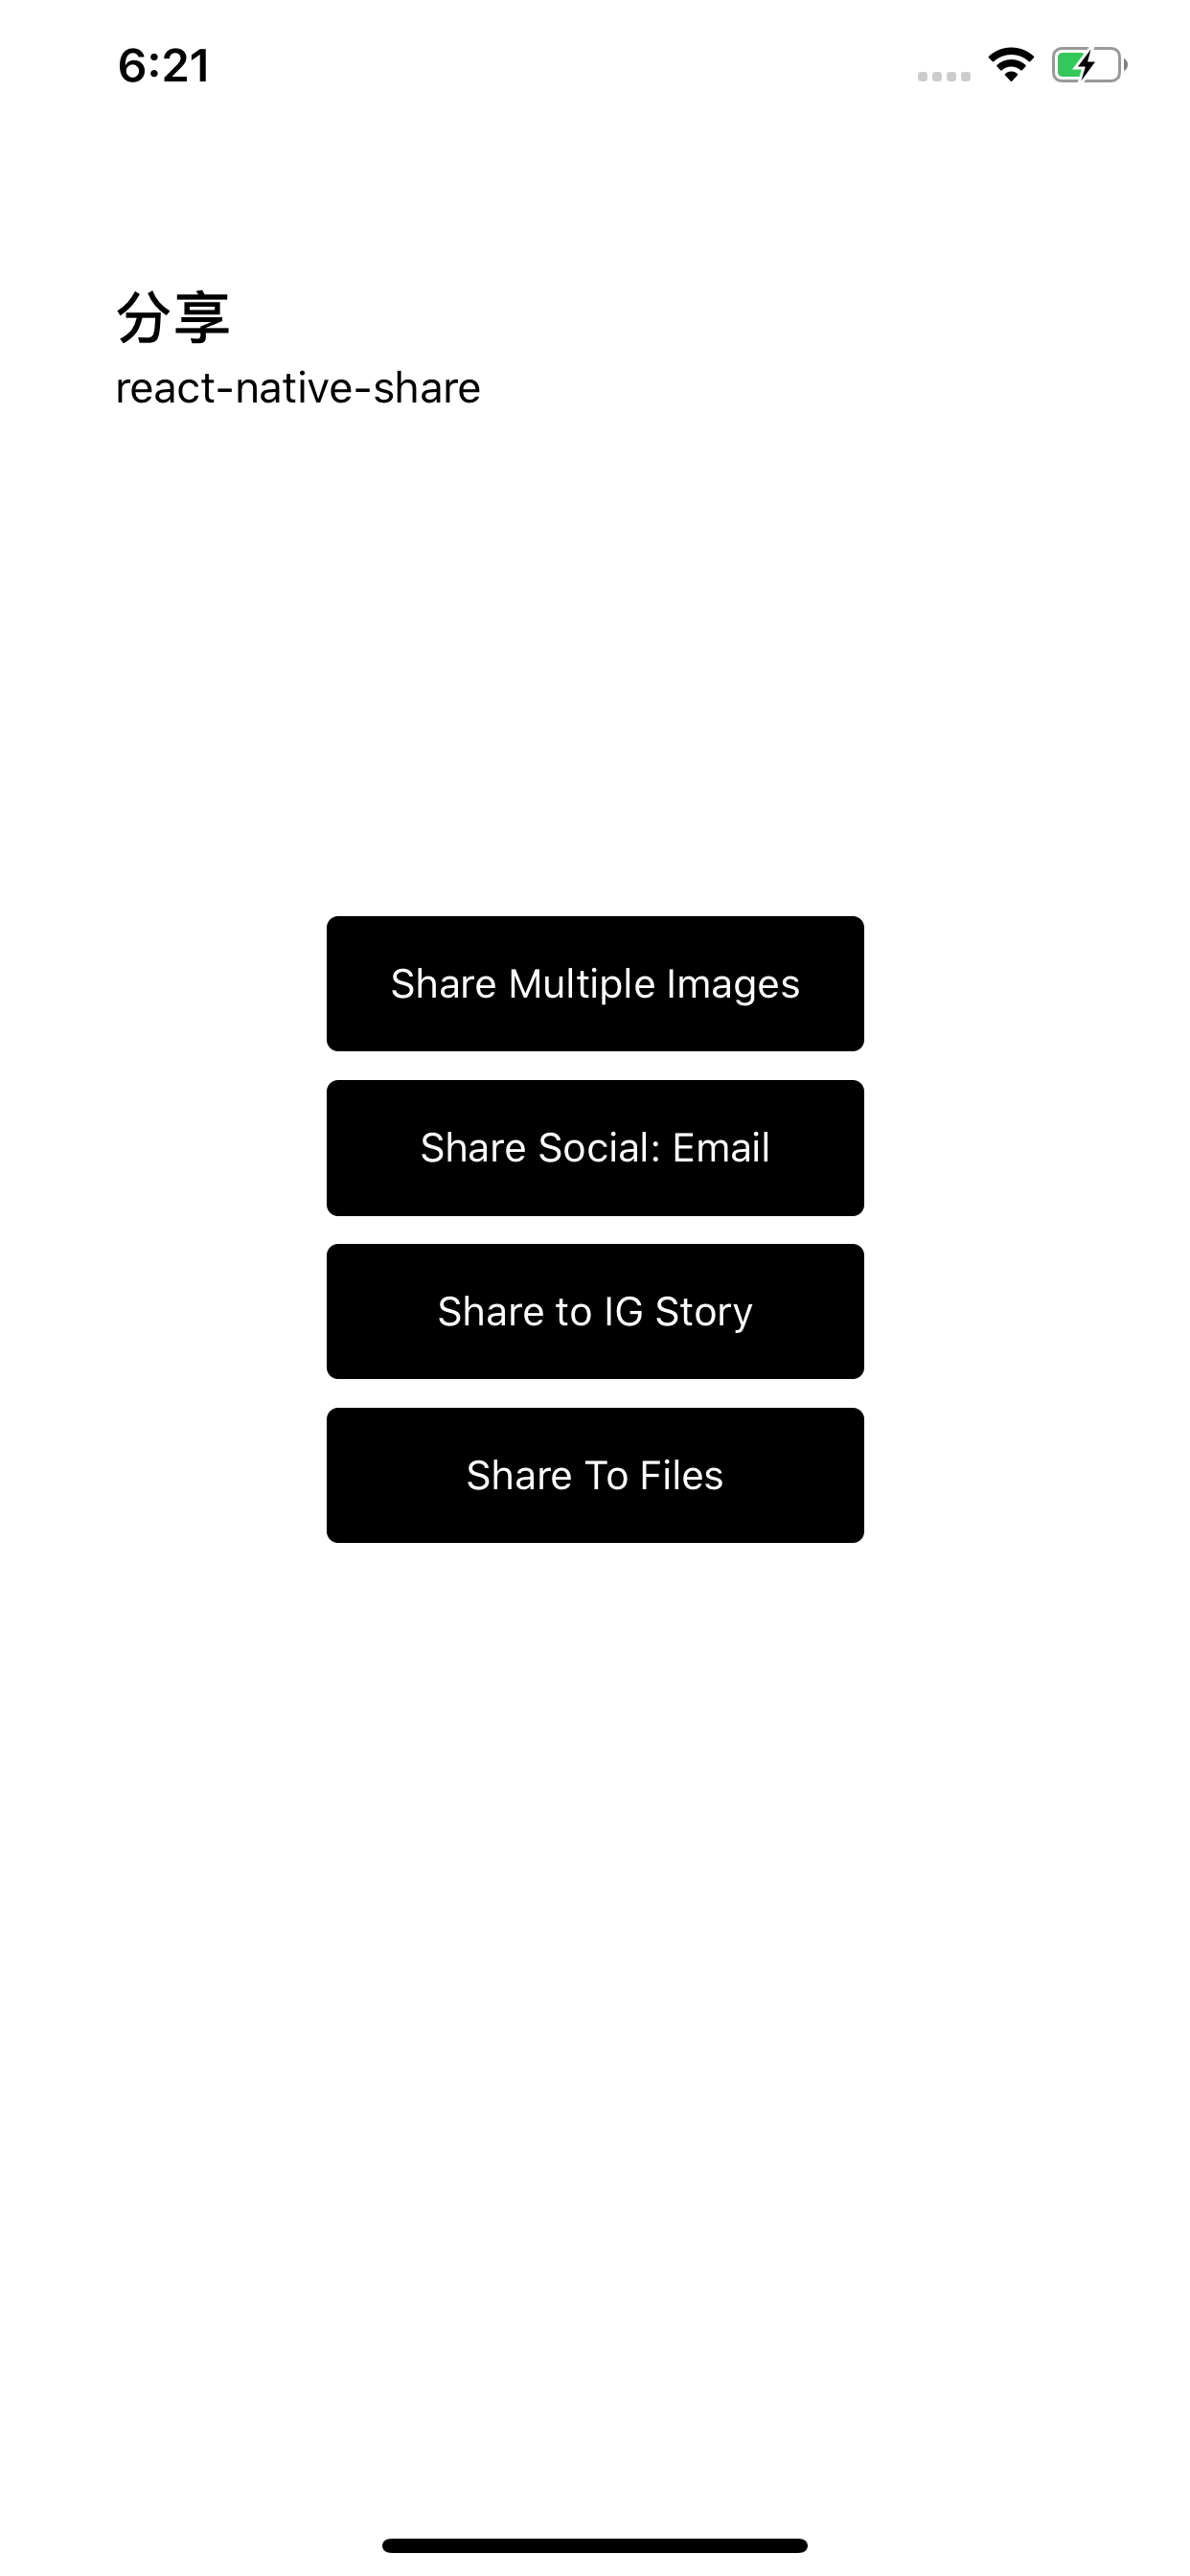 6:21
分享
react-native-share
Share Multiple Images
Share Social: Email
Share to IG Story
Share To Files